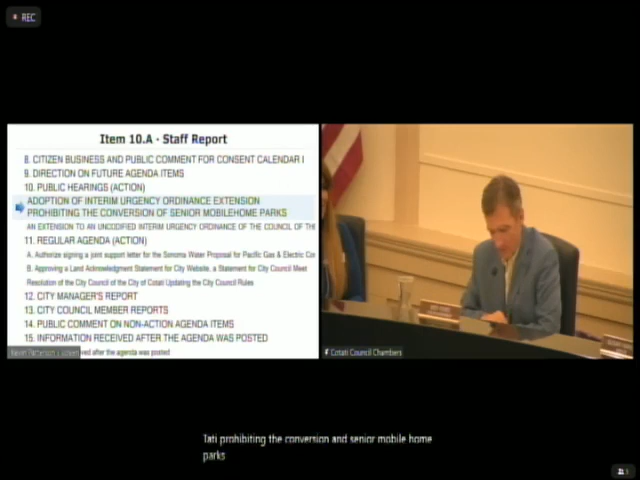 REC
Item 10.A - Staff Report
8. CITIZEN BUSINESS AND PUBLIC COMMENT FOR CONSENT CALENDAR I
9. DIRECTION ON FUTURE AGENDA ITEMS
10. PUBLIC HEARINGS (ACTION)
ADOPTION OF INTERIM URGENCY ORDINANCE EXTENSION
PROHIBITING THE CONVERSION OF SENIOR MOBILEHOME PARKS
AN EXTENSION TO AN UNCODIFIED INTERIM URGENCY ORDINANCE OF THE COUNCIL OF TH
11. REGULAR AGENDA (ACTION)
A. Authorize signing a joint support letter for the Sonoma Water Proposal for Pacific Gas & Electric Cor
B. Approving a Land Acknowledgment Statement for City Website, a Statement for City Council Meet
Resolution of the City Council of the City of Cotati Updating the City Council Rules
12. CITY MANAGER'S REPORT
13. CITY COUNCIL MEMBER REPORTS
14. PUBLIC COMMENT ON NON-ACTION AGENDA ITEMS
15. INFORMATION RECEIVED AFTER THE AGENDA WAS POSTED
ved after the agenda was posted
Cotati Council Chambers
Tati prohibiting the conversion and senior mobile home
parks